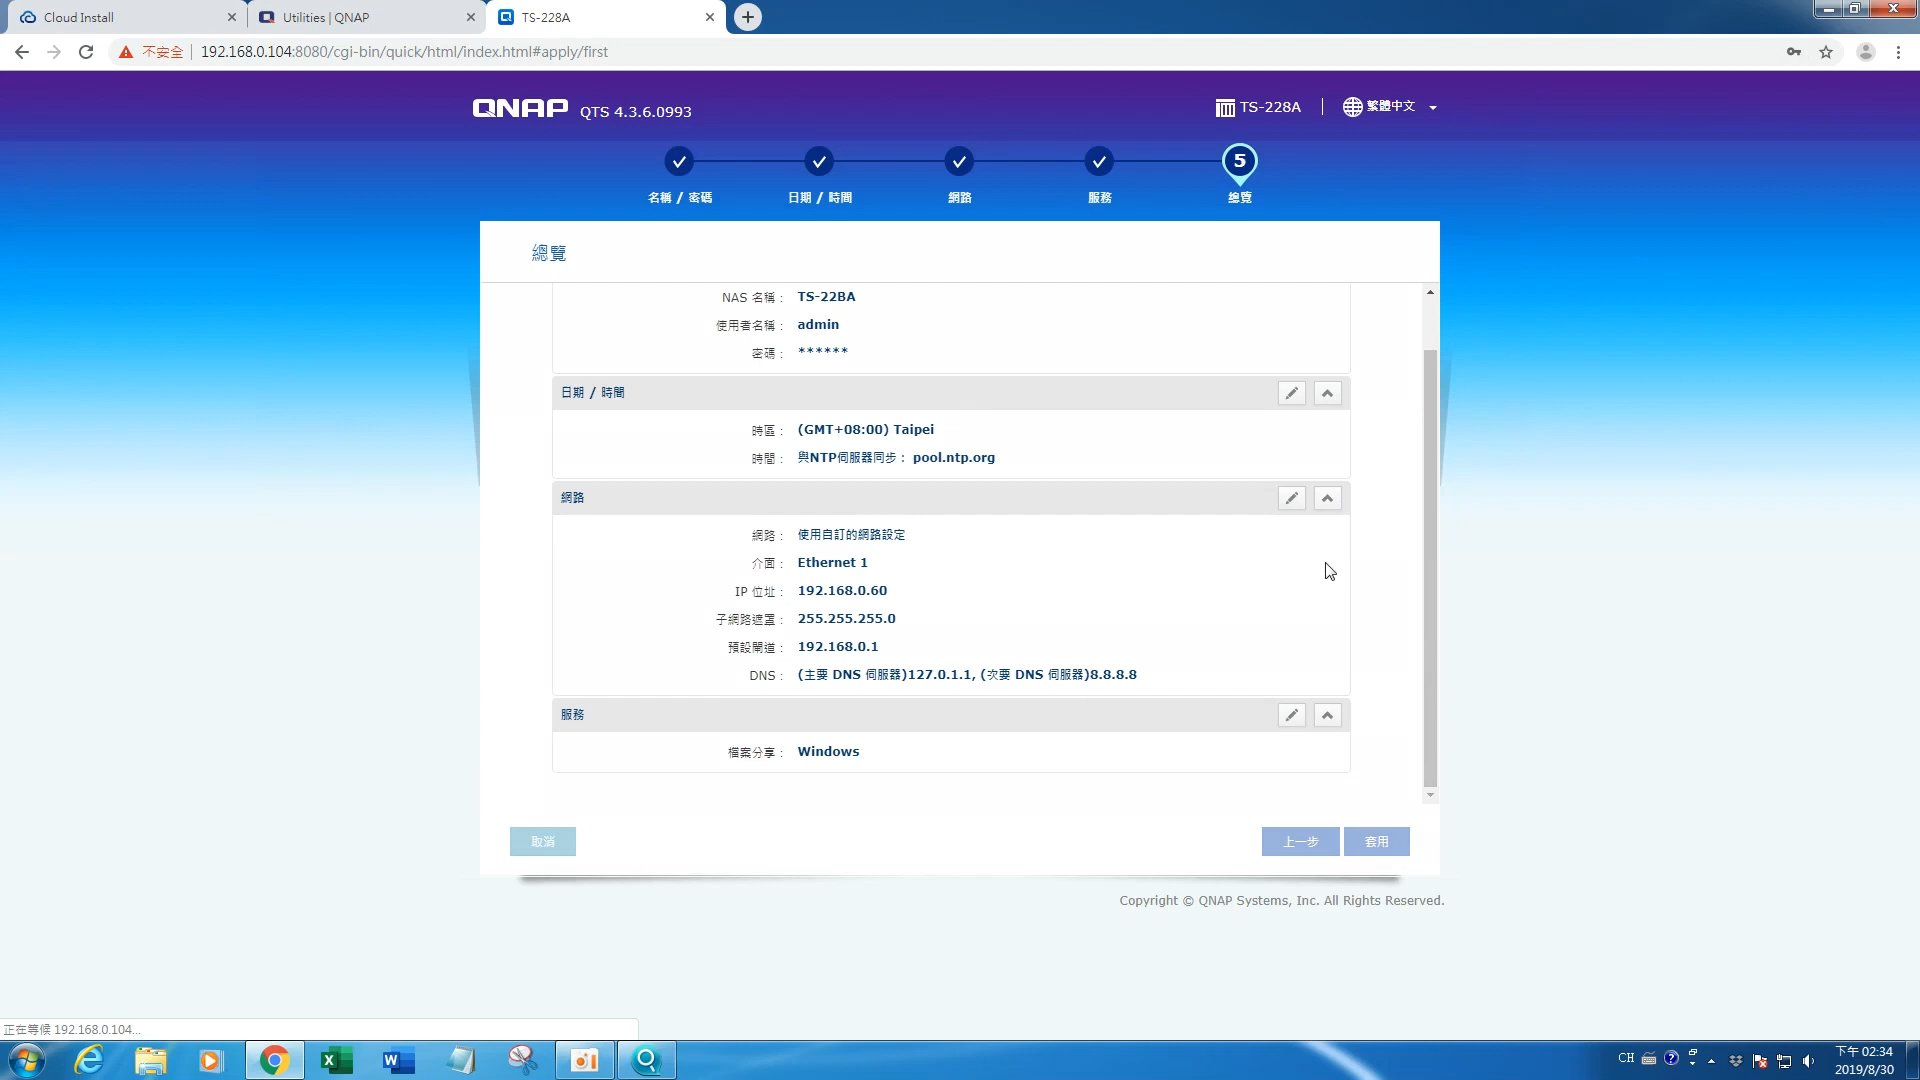 Cloud Install
Utilities | QNAP
TS-228A
不安全
192.168.0.104:8080/cgi-bin/quick/html/index.html#apply/first
QNAP QTS 4.3.6.0993
TS-228A
繁體中文
5
名稱 / 密碼
日期 / 時間
網路
服務
總覽
總覽
NAS 名稱 : TS-22BA
使用者名稱 : admin
密碼 : ******
日期 / 時間
時區 : (GMT+08:00) Taipei
時間 : 與NTP伺服器同步 : pool.ntp.org
網路
網路 : 使用自訂的網路設定
介面 : Ethernet 1
IP 位址 : 192.168.0.60
子網路遮罩 : 255.255.255.0
預設閘道 : 192.168.0.1
DNS : (主要 DNS 伺服器)127.0.1.1, (次要 DNS 伺服器)8.8.8.8
服務
檔案分享 : Windows
取消
上一步
套用
Copyright © QNAP Systems, Inc. All Rights Reserved.
正在等候 192.168.0.104...
CH
下午 02:34
2019/8/30